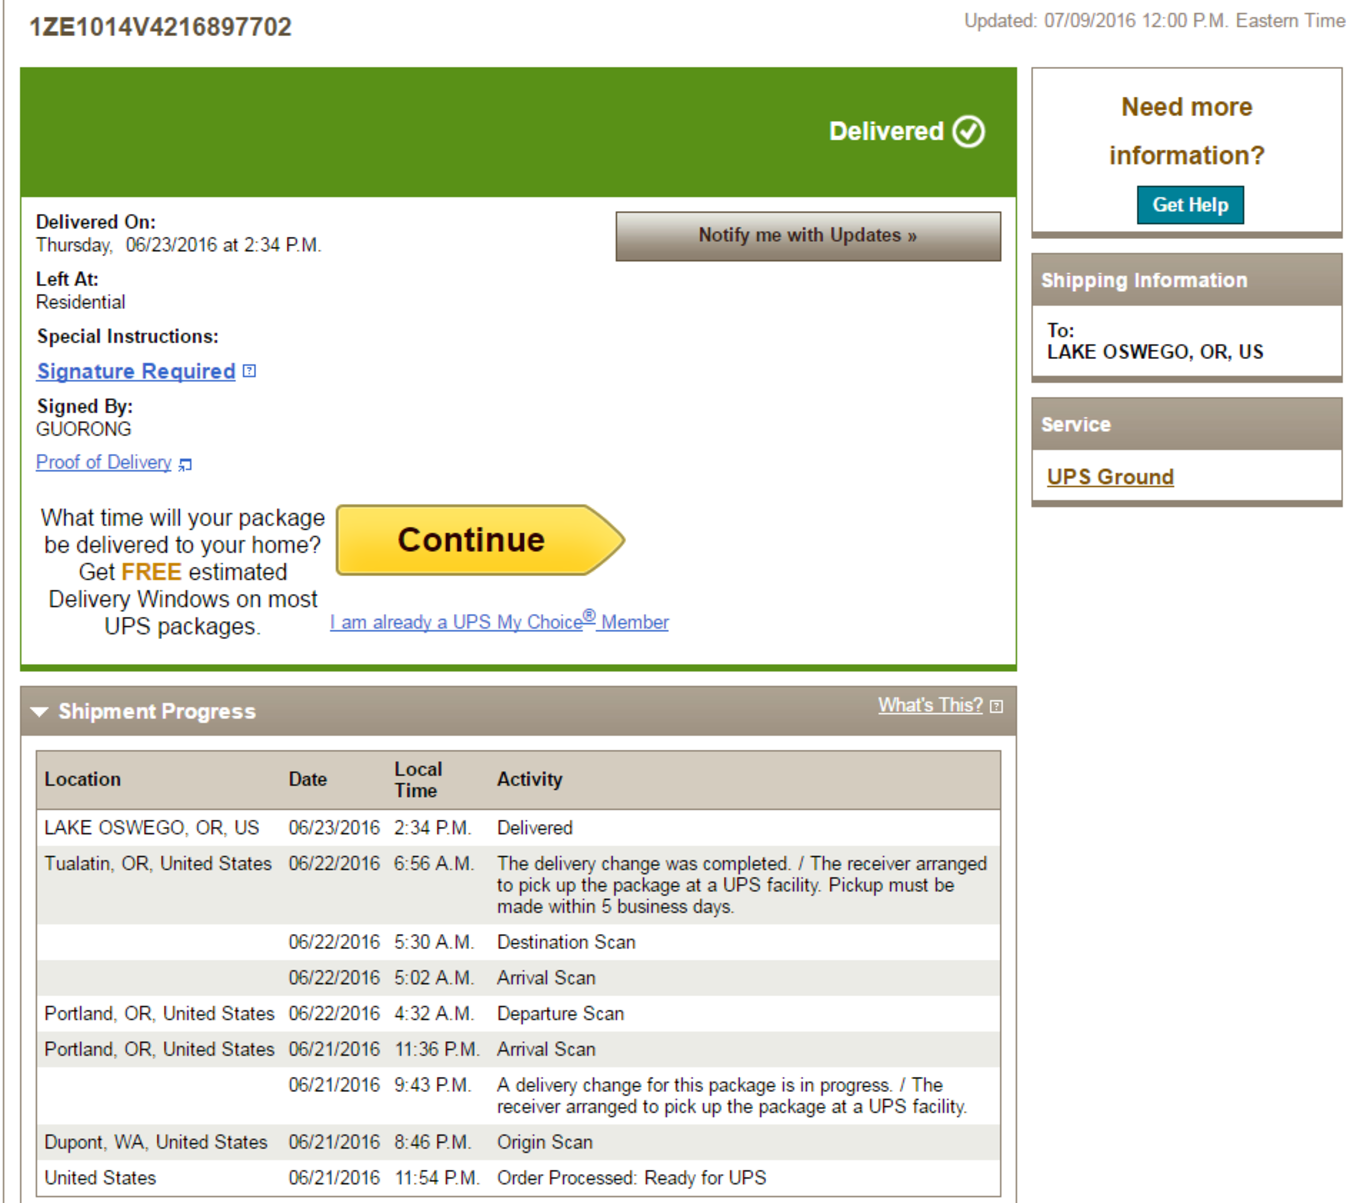 1ZE1014V4216897702
Updated: 07/09/2016 12:00 P.M. Eastern Time
Delivered
Delivered On:
Thursday, 06/23/2016 at 2:34 P.M.
Notify me with Updates »
Left At:
Residential
Special Instructions:
Signature Required
Signed By:
GUORONG
Proof of Delivery
What time will your package
be delivered to your home?
Get FREE estimated
Delivery Windows on most
UPS packages.
Continue
I am already a UPS My Choice® Member
Need more
information?
Get Help
Shipping Information
To:
LAKE OSWEGO, OR, US
Service
UPS Ground
Shipment Progress
What's This?
Location Date Local Time Activity
LAKE OSWEGO, OR, US 06/23/2016 2:34 P.M. Delivered
Tualatin, OR, United States 06/22/2016 6:56 A.M. The delivery change was completed. / The receiver arranged
to pick up the package at a UPS facility. Pickup must be
made within 5 business days.
06/22/2016 5:30 A.M. Destination Scan
06/22/2016 5:02 A.M. Arrival Scan
Portland, OR, United States 06/22/2016 4:32 A.M. Departure Scan
Portland, OR, United States 06/21/2016 11:36 P.M. Arrival Scan
06/21/2016 9:43 P.M. A delivery change for this package is in progress. / The
receiver arranged to pick up the package at a UPS facility.
Dupont, WA, United States 06/21/2016 8:46 P.M. Origin Scan
United States 06/21/2016 11:54 P.M. Order Processed: Ready for UPS